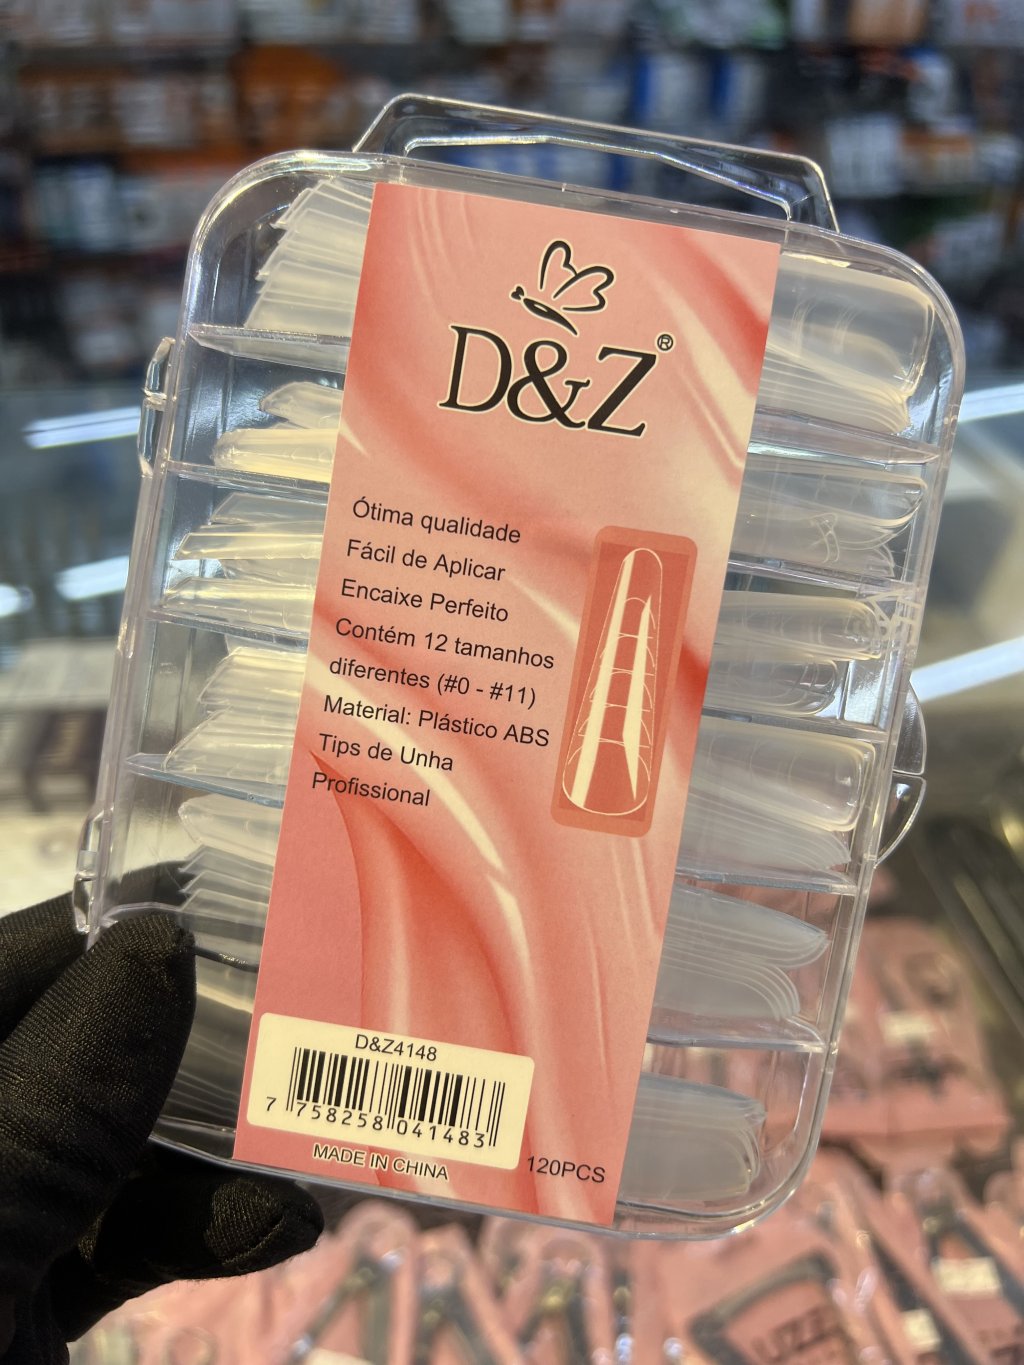 D&Z®
Ótima qualidade
Fácil de Aplicar
Encaixe Perfeito
Contém 12 tamanhos
diferentes (#0 - #11)
Material: Plástico ABS
Tips de Unha
Profissional
D&Z4148
7 758258 041483
MADE IN CHINA
120PCS